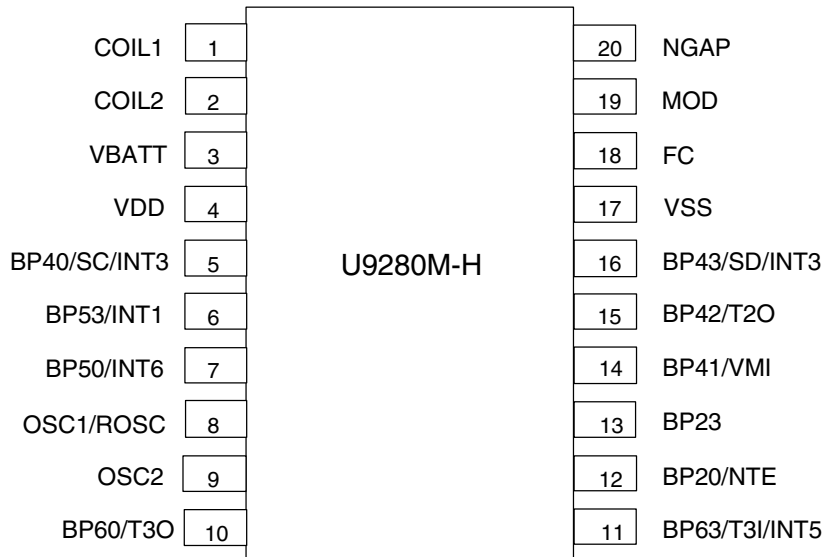 COIL1 1 20 NGAP
COIL2 2 19 MOD
VBATT 3 18 FC
VDD 4 17 VSS
BP40/SC/INT3 5 U9280M-H 16 BP43/SD/INT3
BP53/INT1 6 15 BP42/T2O
BP50/INT6 7 14 BP41/VMI
OSC1/ROSC 8 13 BP23
OSC2 9 12 BP20/NTE
BP60/T3O 10 11 BP63/T3I/INT5